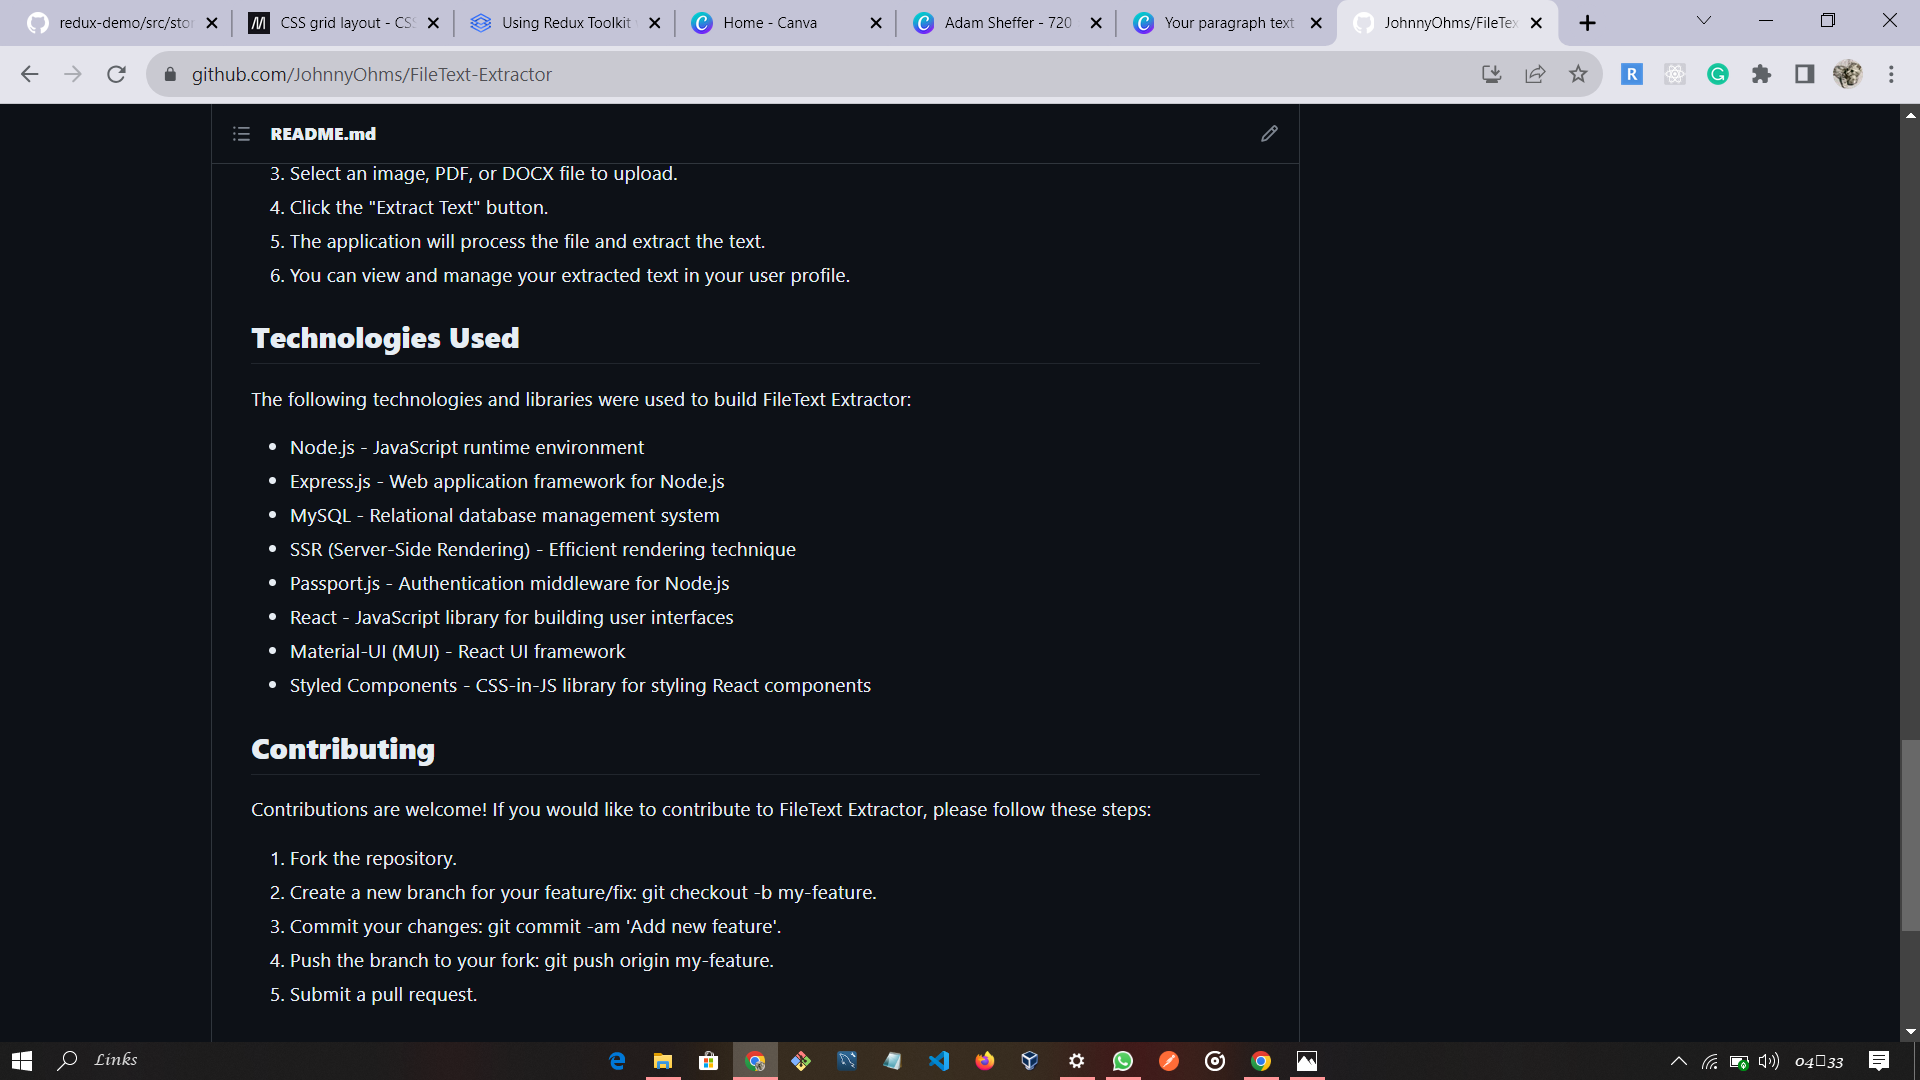 redux-demo/src/stor
CSS grid layout - CSS
Using Redux Toolkit
Home - Canva
Adam Sheffer - 720
Your paragraph text
JohnnyOhms/FileTex
github.com/JohnnyOhms/FileText-Extractor
README.md
3. Select an image, PDF, or DOCX file to upload.
4. Click the "Extract Text" button.
5. The application will process the file and extract the text.
6. You can view and manage your extracted text in your user profile.
Technologies Used
The following technologies and libraries were used to build FileText Extractor:
• Node.js - JavaScript runtime environment
• Express.js - Web application framework for Node.js
• MySQL - Relational database management system
• SSR (Server-Side Rendering) - Efficient rendering technique
• Passport.js - Authentication middleware for Node.js
• React - JavaScript library for building user interfaces
• Material-UI (MUI) - React UI framework
• Styled Components - CSS-in-JS library for styling React components
Contributing
Contributions are welcome! If you would like to contribute to FileText Extractor, please follow these steps:
1. Fork the repository.
2. Create a new branch for your feature/fix: git checkout -b my-feature.
3. Commit your changes: git commit -am 'Add new feature'.
4. Push the branch to your fork: git push origin my-feature.
5. Submit a pull request.
Links
04▯33